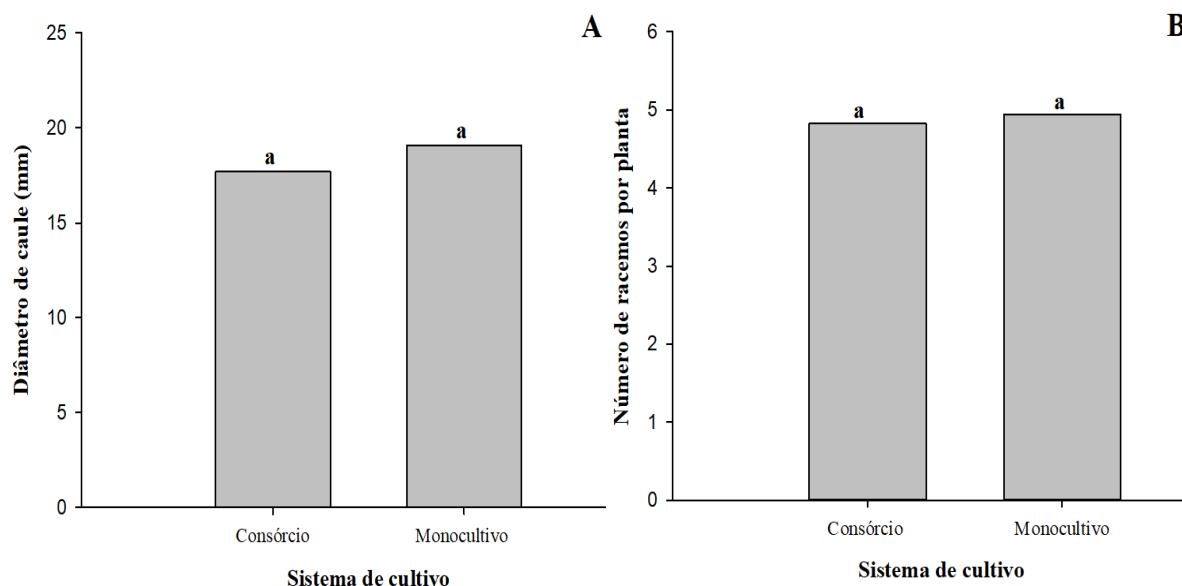 A
Diâmetro de caule (mm)
25
20
15
10
5
0
a
a
Consórcio
Monocultivo
Sistema de cultivo
B
Número de racemos por planta
6
5
4
3
2
1
0
a
a
Consórcio
Monocultivo
Sistema de cultivo